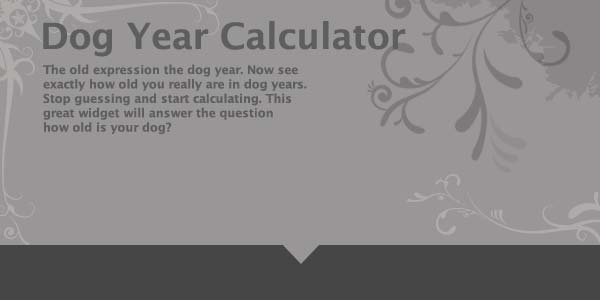 Dog Year Calculator
The old expression the dog year. Now see
exactly how old you really are in dog years.
Stop guessing and start calculating. This
great widget will answer the question
how old is your dog?